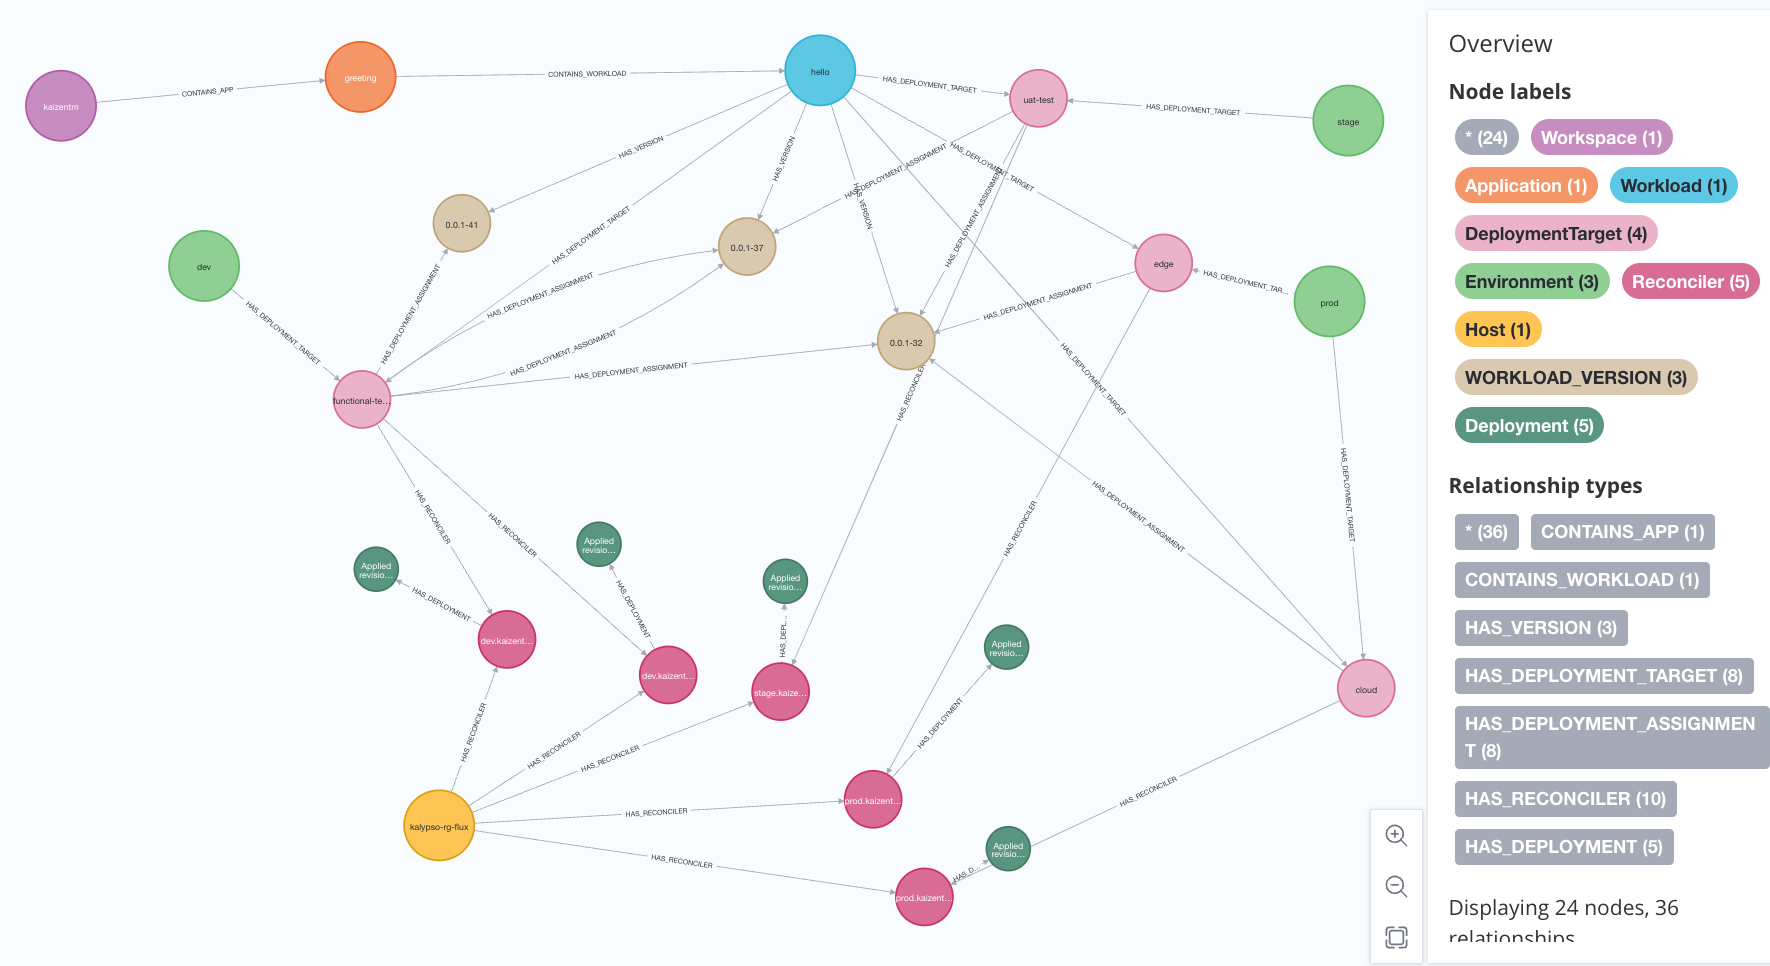 kaizentm
CONTAINS_APP
greeting
CONTAINS_WORKLOAD
hello
HAS_DEPLOYMENT_TARGET
uat-test
HAS_DEPLOYMENT_TARGET
stage
HAS_VERSION
HAS_VERSION
HAS_VERSION
HAS_DEPLOYMENT_ASSIGNMENT
HAS_DEPLOYMENT_TARGET
HAS_DEPLOYMENT_ASSIGNMENT
HAS_DEPLOYMENT_TARGET
0.0.1-41
0.0.1-37
dev
edge
HAS_DEPLOYMENT_TAR...
prod
HAS_DEPLOYMENT_TARGET
HAS_DEPLOYMENT_ASSIGNMENT
HAS_DEPLOYMENT_ASSIGNMENT
HAS_DEPLOYMENT_ASSIGNMENT
HAS_DEPLOYMENT_ASSIGNMENT
HAS_DEPLOYMENT_ASSIGNMENT
0.0.1-32
HAS_DEPLOYMENT_TARGET
functional-te...
HAS_RECONCILER
HAS_DEPLOYMENT_TARGET
HAS_DEPLOYMENT_ASSIGNMENT
HAS_RECONCILER
HAS_RECONCILER
HAS_RECONCILER
Applied
revisio...
Applied
revisio...
Applied
revisio...
HAS_DEPLOYMENT
HAS_DEPLOYMENT
HAS_DEPL...
dev.kaizent...
dev.kaizent...
stage.kaize...
Applied
revisio...
cloud
HAS_DEPLOYMENT
HAS_RECONCILER
HAS_RECONCILER
HAS_RECONCILER
prod.kaizent...
HAS_RECONCILER
HAS_RECONCILER
kalypso-rg-flux
HAS_RECONCILER
Applied
revisio...
HAS_D...
prod.kaizent...
Overview
Node labels
* (24) Workspace (1)
Application (1) Workload (1)
DeploymentTarget (4)
Environment (3) Reconciler (5)
Host (1)
WORKLOAD_VERSION (3)
Deployment (5)
Relationship types
* (36) CONTAINS_APP (1)
CONTAINS_WORKLOAD (1)
HAS_VERSION (3)
HAS_DEPLOYMENT_TARGET (8)
HAS_DEPLOYMENT_ASSIGNMEN
T (8)
HAS_RECONCILER (10)
HAS_DEPLOYMENT (5)
Displaying 24 nodes, 36
relationships